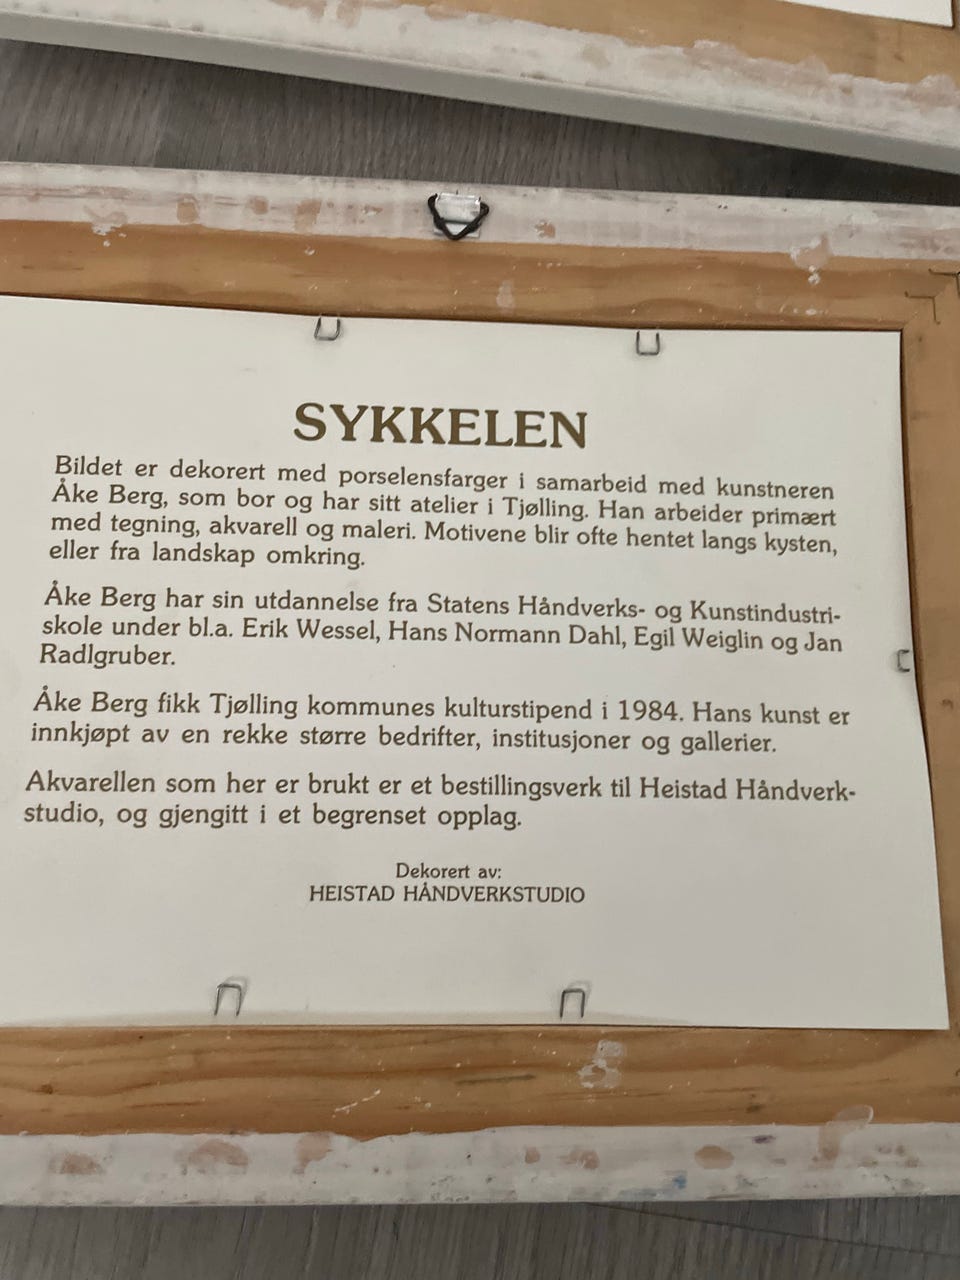 SYKKELEN
Bildet er dekorert med porselensfarger i samarbeid med kunstneren
Åke Berg, som bor og har sitt atelier i Tjølling. Han arbeider primært
med tegning, akvarell og maleri. Motivene blir ofte hentet langs kysten,
eller fra landskap omkring.
Åke Berg har sin utdannelse fra Statens Håndverks- og Kunstindustri-
skole under bl.a. Erik Wessel, Hans Normann Dahl, Egil Weiglin og Jan
Radlgruber.
Åke Berg fikk Tjølling kommunes kulturstipend i 1984. Hans kunst er
innkjøpt av en rekke større bedrifter, institusjoner og gallerier.
Akvarellen som her er brukt er et bestillingsverk til Heistad Håndverk-
studio, og gjengitt i et begrenset opplag.
Dekorert av:
HEISTAD HÅNDVERKSTUDIO